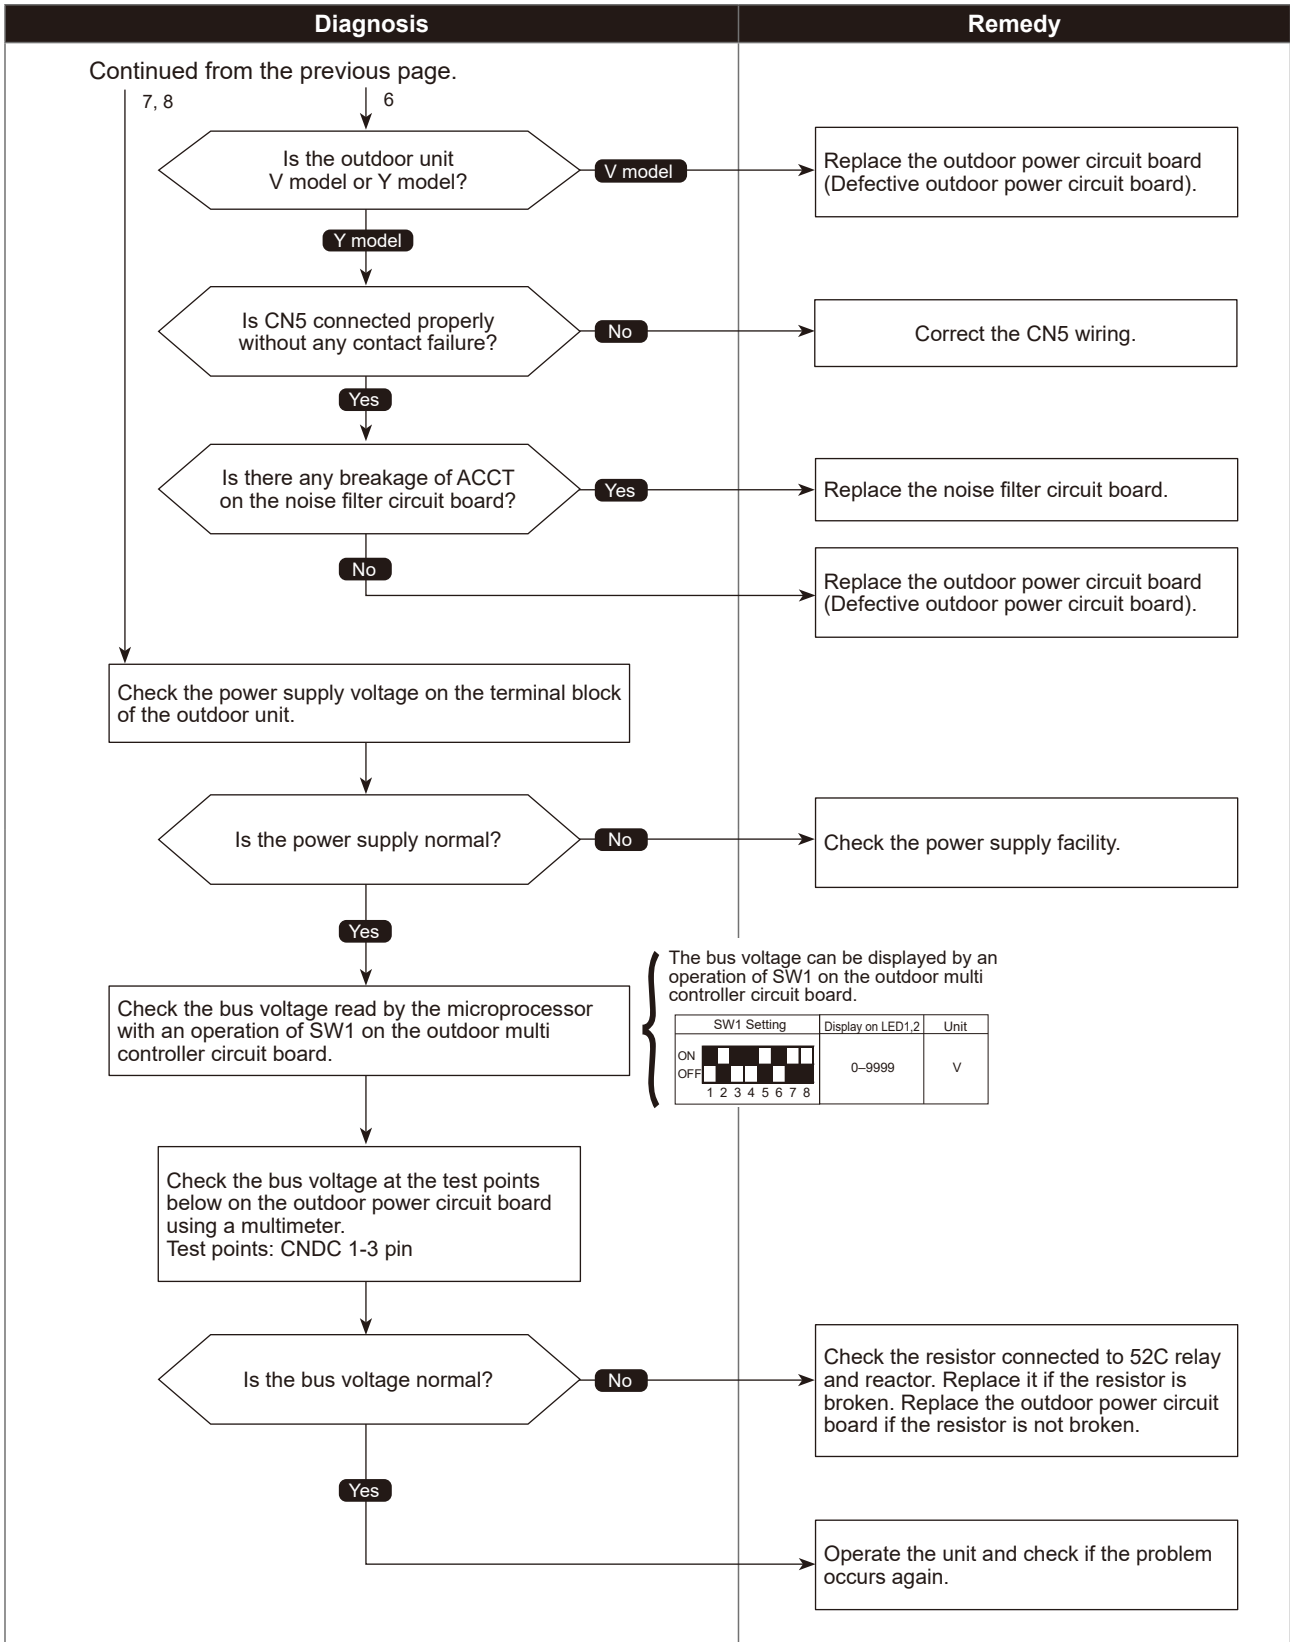 Diagnosis
Remedy
Continued from the previous page.
7, 8
6
Is the outdoor unit
V model or Y model?
V model
Replace the outdoor power circuit board
(Defective outdoor power circuit board).
Y model
Is CN5 connected properly
without any contact failure?
No
Correct the CN5 wiring.
Yes
Is there any breakage of ACCT
on the noise filter circuit board?
Yes
Replace the noise filter circuit board.
No
Replace the outdoor power circuit board
(Defective outdoor power circuit board).
Check the power supply voltage on the terminal block
of the outdoor unit.
Is the power supply normal?
No
Check the power supply facility.
Yes
Check the bus voltage read by the microprocessor
with an operation of SW1 on the outdoor multi
controller circuit board.
The bus voltage can be displayed by an
operation of SW1 on the outdoor multi
controller circuit board.
SW1 Setting
Display on LED1,2
Unit
ON
OFF
1 2 3 4 5 6 7 8
0–9999
V
Check the bus voltage at the test points
below on the outdoor power circuit board
using a multimeter.
Test points: CNDC 1-3 pin
Is the bus voltage normal?
No
Check the resistor connected to 52C relay
and reactor. Replace it if the resistor is
broken. Replace the outdoor power circuit
board if the resistor is not broken.
Yes
Operate the unit and check if the problem
occurs again.